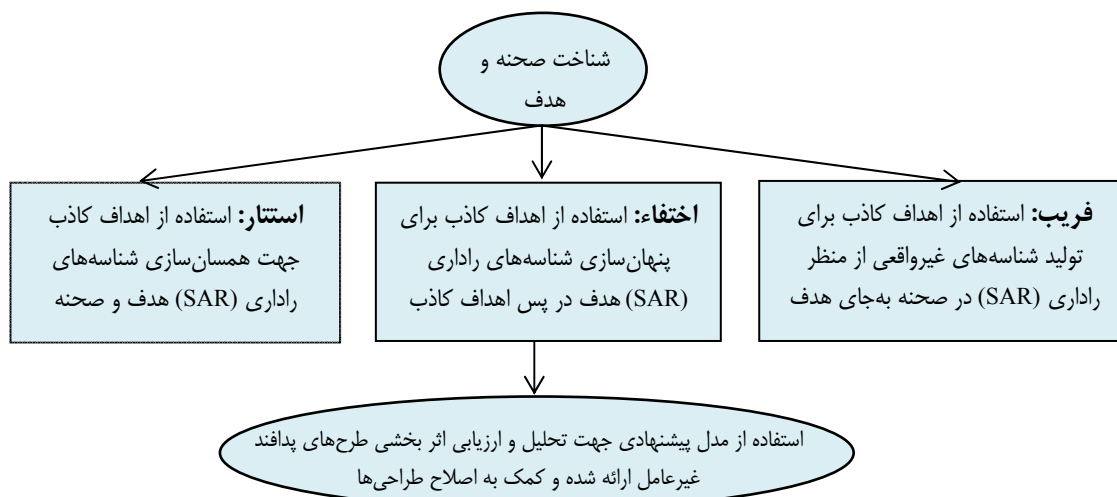 شناخت صحنه و
هدف
فریب: استفاده از اهداف کاذب برای
تولید شناسه‌های غیرواقعی از منظر
راداری (SAR) در صحنه به‌جای هدف
اختفاء: استفاده از اهداف کاذب برای
پنهان‌سازی شناسه‌های راداری
(SAR) هدف در پس اهداف کاذب
استتار: استفاده از اهداف کاذب
جهت همسان‌سازی شناسه‌های
راداری (SAR) هدف و صحنه
استفاده از مدل پیشنهادی جهت تحلیل و ارزیابی اثر بخشی طرح‌های پدافند
غیرعامل ارائه شده و کمک به اصلاح طراحی‌ها